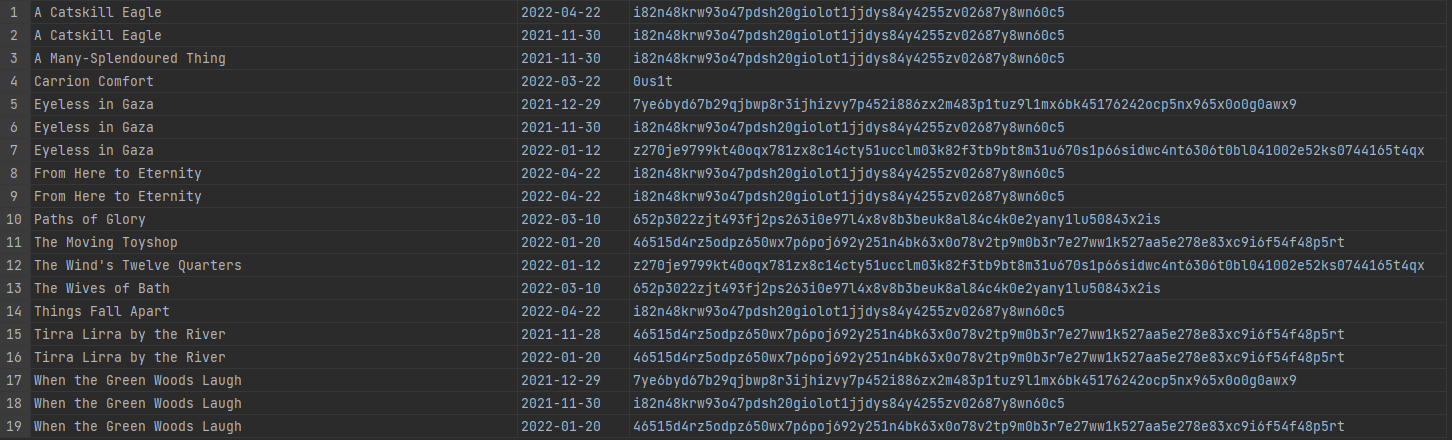 1 A Catskill Eagle 2022-04-22 i82n48krw93o47pdsh20giolot1jjdys84y4255zv02687y8wn60c5
2 A Catskill Eagle 2021-11-30 i82n48krw93o47pdsh20giolot1jjdys84y4255zv02687y8wn60c5
3 A Many-Splendoured Thing 2021-11-30 i82n48krw93o47pdsh20giolot1jjdys84y4255zv02687y8wn60c5
4 Carrion Comfort 2022-03-22 0us1t
5 Eyeless in Gaza 2021-12-29 7ye6byd67b29qjbwp8r3ijhizvy7p452i886zx2m483p1tuz9l1mx6bk45176242ocp5nx965x0o0g0awx9
6 Eyeless in Gaza 2021-11-30 i82n48krw93o47pdsh20giolot1jjdys84y4255zv02687y8wn60c5
7 Eyeless in Gaza 2022-01-12 z270je9799kt40oqx781zx8c14cty51ucclm03k82f3tb9bt8m31u670s1p66sidwc4nt6306t0bl041002e52ks0744165t4qx
8 From Here to Eternity 2022-04-22 i82n48krw93o47pdsh20giolot1jjdys84y4255zv02687y8wn60c5
9 From Here to Eternity 2022-04-22 i82n48krw93o47pdsh20giolot1jjdys84y4255zv02687y8wn60c5
10 Paths of Glory 2022-03-10 652p3022zjt493fj2ps263i0e97l4x8v8b3beuk8al84c4k0e2yany1lu50843x2is
11 The Moving Toyshop 2022-01-20 46515d4rz5odpz650wx7p6poj692y251n4bk63x0o78v2tp9m0b3r7e27ww1k527aa5e278e83xc9i6f54f48p5rt
12 The Wind's Twelve Quarters 2022-01-12 z270je9799kt40oqx781zx8c14cty51ucclm03k82f3tb9bt8m31u670s1p66sidwc4nt6306t0bl041002e52ks0744165t4qx
13 The Wives of Bath 2022-03-10 652p3022zjt493fj2ps263i0e97l4x8v8b3beuk8al84c4k0e2yany1lu50843x2is
14 Things Fall Apart 2022-04-22 i82n48krw93o47pdsh20giolot1jjdys84y4255zv02687y8wn60c5
15 Tirra Lirra by the River 2021-11-28 46515d4rz5odpz650wx7p6poj692y251n4bk63x0o78v2tp9m0b3r7e27ww1k527aa5e278e83xc9i6f54f48p5rt
16 Tirra Lirra by the River 2022-01-20 46515d4rz5odpz650wx7p6poj692y251n4bk63x0o78v2tp9m0b3r7e27ww1k527aa5e278e83xc9i6f54f48p5rt
17 When the Green Woods Laugh 2021-12-29 7ye6byd67b29qjbwp8r3ijhizvy7p452i886zx2m483p1tuz9l1mx6bk45176242ocp5nx965x0o0g0awx9
18 When the Green Woods Laugh 2021-11-30 i82n48krw93o47pdsh20giolot1jjdys84y4255zv02687y8wn60c5
19 When the Green Woods Laugh 2022-01-20 46515d4rz5odpz650wx7p6poj692y251n4bk63x0o78v2tp9m0b3r7e27ww1k527aa5e278e83xc9i6f54f48p5rt